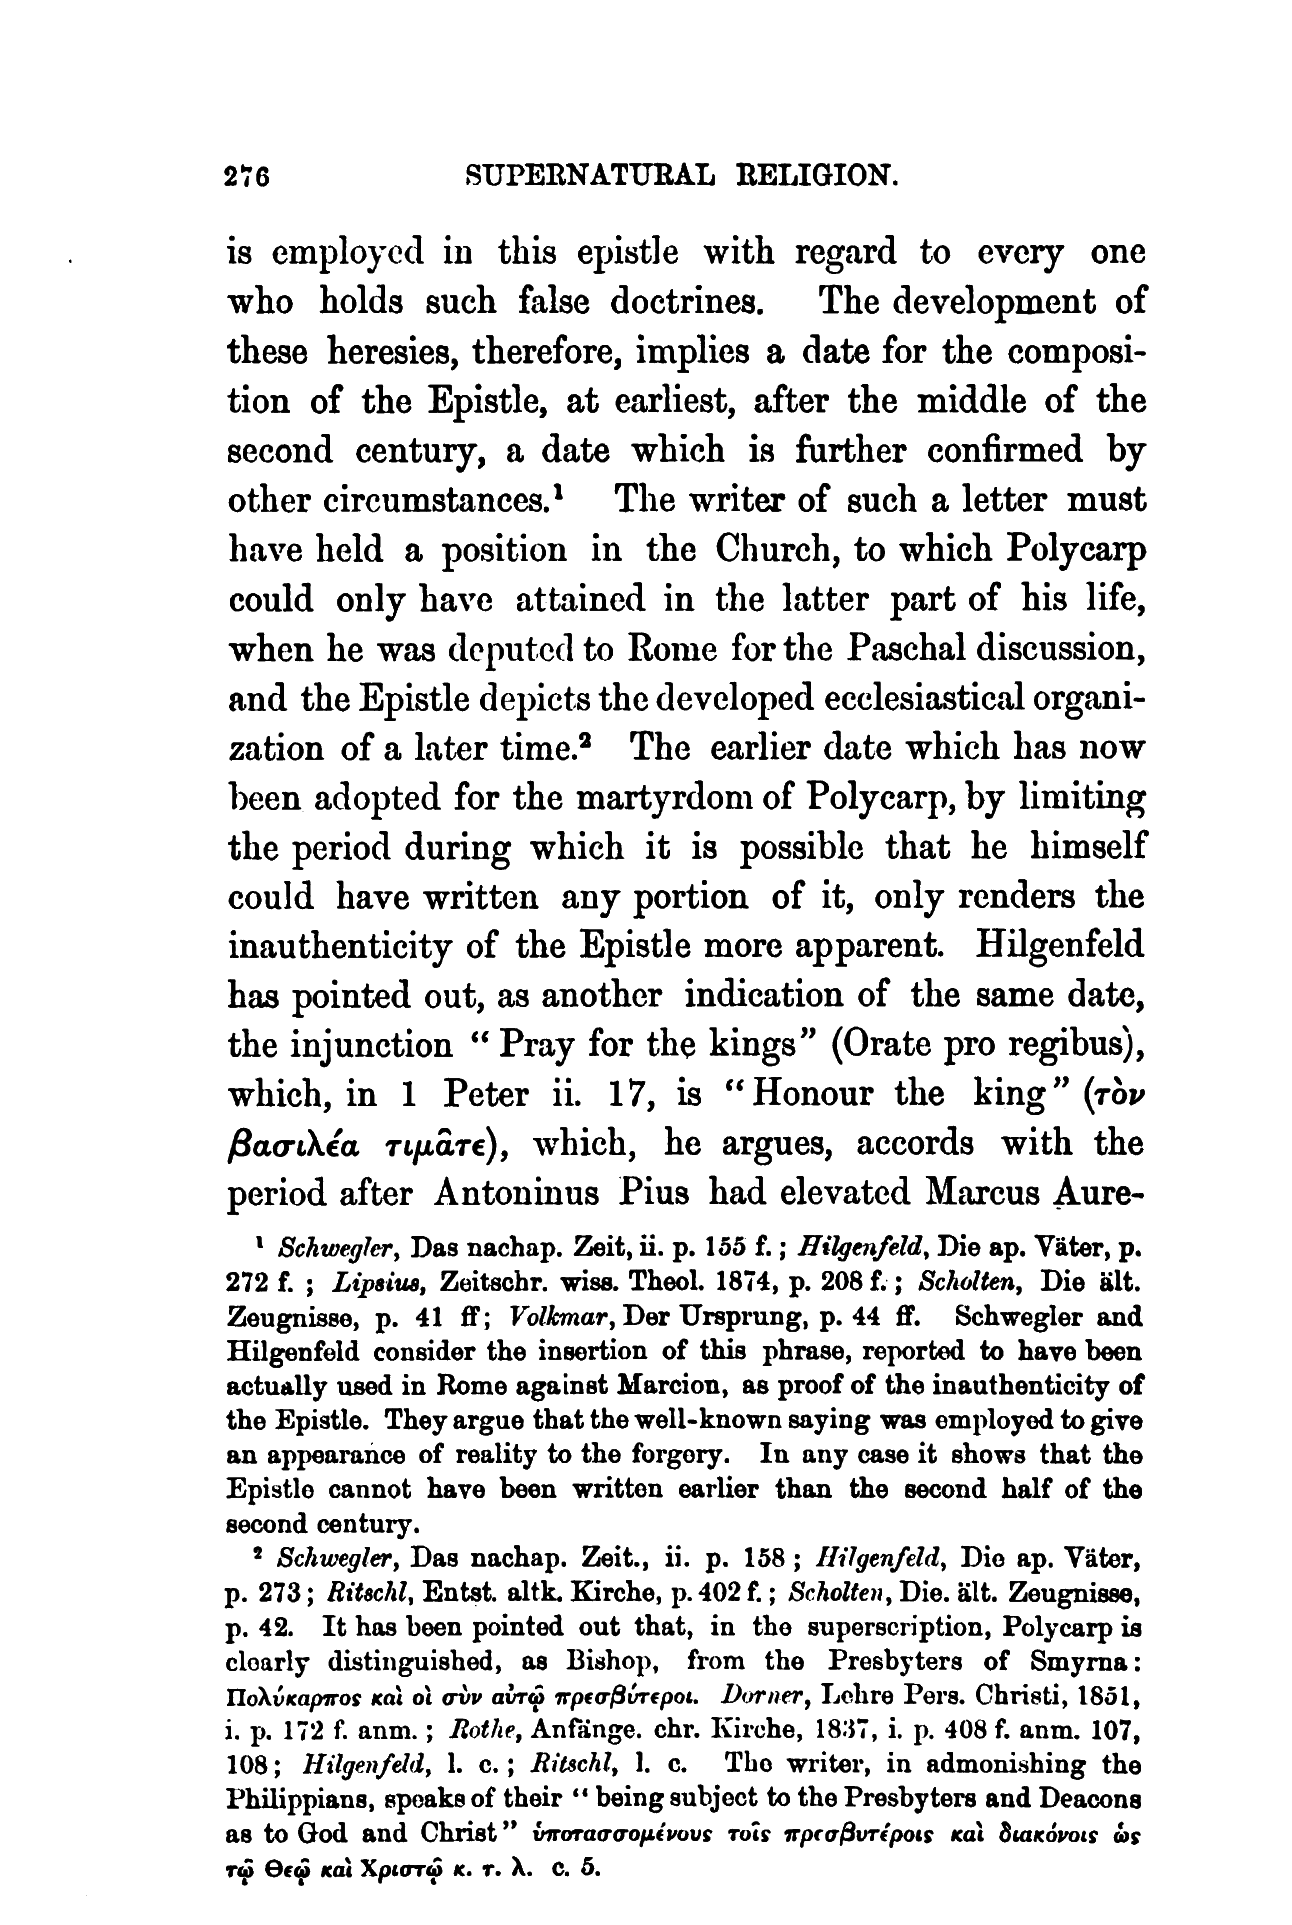 276 SUPERNATURAL RELIGION.
is employed in this epistle with regard to every one
who holds such false doctrines. The development of
these heresies, therefore, implies a date for the composi-
tion of the Epistle, at earliest, after the middle of the
second century, a date which is further confirmed by
other circumstances.¹ The writer of such a letter must
have held a position in the Church, to which Polycarp
could only have attained in the latter part of his life,
when he was deputed to Rome for the Paschal discussion,
and the Epistle depicts the developed ecclesiastical organi-
zation of a later time.² The earlier date which has now
been adopted for the martyrdom of Polycarp, by limiting
the period during which it is possible that he himself
could have written any portion of it, only renders the
inauthenticity of the Epistle more apparent. Hilgenfeld
has pointed out, as another indication of the same date,
the injunction “Pray for the kings” (Orate pro regibus),
which, in 1 Peter ii. 17, is “Honour the king” (τὸν
βασιλέα τιμᾶτε), which, he argues, accords with the
period after Antoninus Pius had elevated Marcus Aure-
¹ Schwegler, Das nachap. Zeit, ii. p. 155 f.; Hilgenfeld, Die ap. Väter, p.
272 f. ; Lipsius, Zeitschr. wiss. Theol. 1874, p. 208 f.; Scholten, Die ält.
Zeugnisse, p. 41 ff; Volkmar, Der Ursprung, p. 44 ff. Schwegler and
Hilgenfeld consider the insertion of this phrase, reported to have been
actually used in Rome against Marcion, as proof of the inauthenticity of
the Epistle. They argue that the well-known saying was employed to give
an appearance of reality to the forgery. In any case it shows that the
Epistle cannot have been written earlier than the second half of the
second century.
² Schwegler, Das nachap. Zeit., ii. p. 158; Hilgenfeld, Die ap. Väter,
p. 273; Ritschl, Entst. altk. Kirche, p. 402 f.; Scholten, Die. ält. Zeugnisse,
p. 42. It has been pointed out that, in the superscription, Polycarp is
clearly distinguished, as Bishop, from the Presbyters of Smyrna:
Πολύκαρπος καὶ οἱ σὺν αὐτῷ πρεσβύτεροι. Dorner, Lehre Pers. Christi, 1851,
i. p. 172 f. anm.; Rothe, Anfänge. chr. Kirche, 1837, i. p. 408 f. anm. 107,
108; Hilgenfeld, l. c.; Ritschl, l. c. The writer, in admonishing the
Philippians, speaks of their “being subject to the Presbyters and Deacons
as to God and Christ” ὑποτασσομένους τοῖς πρεσβυτέροις καὶ διακόνοις ὡς
τῷ Θεῷ καὶ Χριστῷ κ. τ. λ. c. 5.